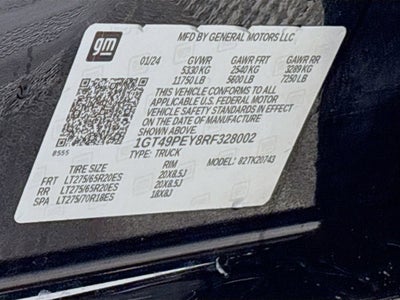 gm
MFD BY GENERAL MOTORS LLC
01/24 GVWR GAWR FRT GAWR RR
5330 KG 2540 KG 3289 KG
11750 LB 5600 LB 7250 LB
THIS VEHICLE CONFORMS TO ALL
APPLICABLE U.S. FEDERAL MOTOR
VEHICLE SAFETY STANDARDS IN EFFECT
ON THE DATE OF MANUFACTURE
SHOWN ABOVE.
1GT49PEY8RF328002
TYPE: TRUCK
8555
TIRE SIZE RIM 82TK20743
FRT LT275/65R20ES 20X8.5J
RR LT275/65R20ES 20X8.5J
SPA LT275/70R18ES 18X8J